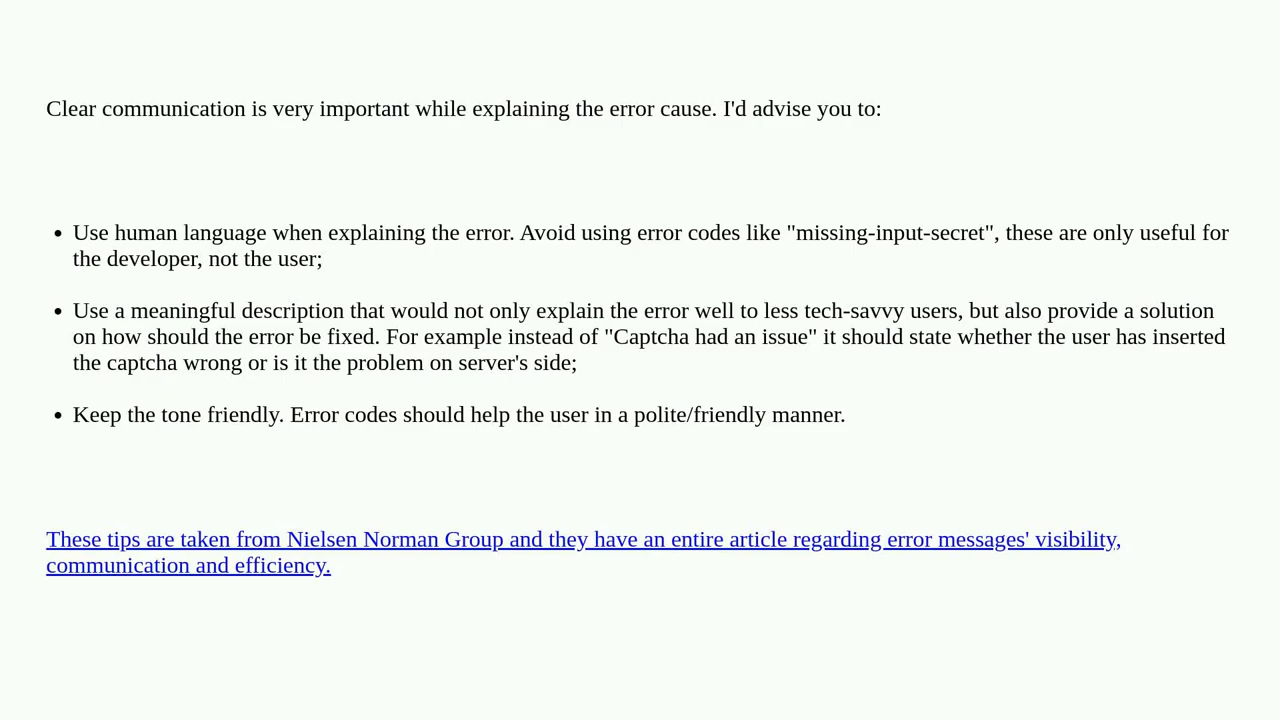 Clear communication is very important while explaining the error cause. I'd advise you to:
• Use human language when explaining the error. Avoid using error codes like "missing-input-secret", these are only useful for
the developer, not the user;
• Use a meaningful description that would not only explain the error well to less tech-savvy users, but also provide a solution
on how should the error be fixed. For example instead of "Captcha had an issue" it should state whether the user has inserted
the captcha wrong or is it the problem on server's side;
• Keep the tone friendly. Error codes should help the user in a polite/friendly manner.
These tips are taken from Nielsen Norman Group and they have an entire article regarding error messages' visibility,
communication and efficiency.